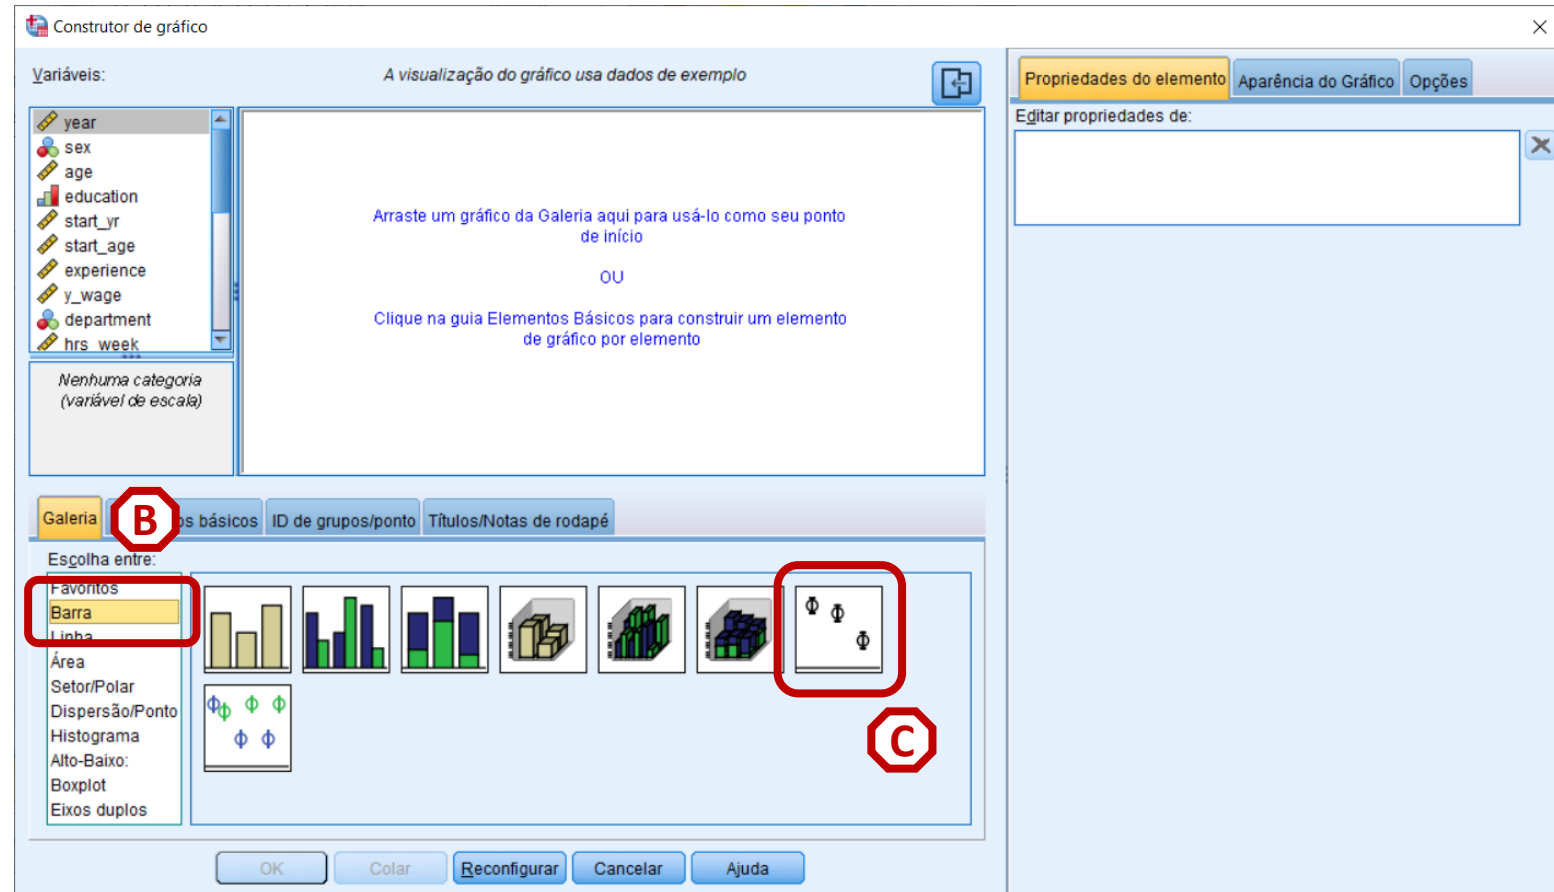 Construtor de gráfico
Variáveis:
A visualização do gráfico usa dados de exemplo
year
sex
age
education
start_yr
start_age
experience
y_wage
department
hrs_week
Nenhuma categoria
(variável de escala)
Arraste um gráfico da Galeria aqui para usá-lo como seu ponto
de início
OU
Clique na guia Elementos Básicos para construir um elemento
de gráfico por elemento
Propriedades do elemento
Aparência do Gráfico
Opções
Editar propriedades de:
Galeria
B
os básicos
ID de grupos/ponto
Títulos/Notas de rodapé
Escolha entre:
Favoritos
Barra
Linha
Área
Setor/Polar
Dispersão/Ponto
Histograma
Alto-Baixo:
Boxplot
Eixos duplos
C
OK
Colar
Reconfigurar
Cancelar
Ajuda